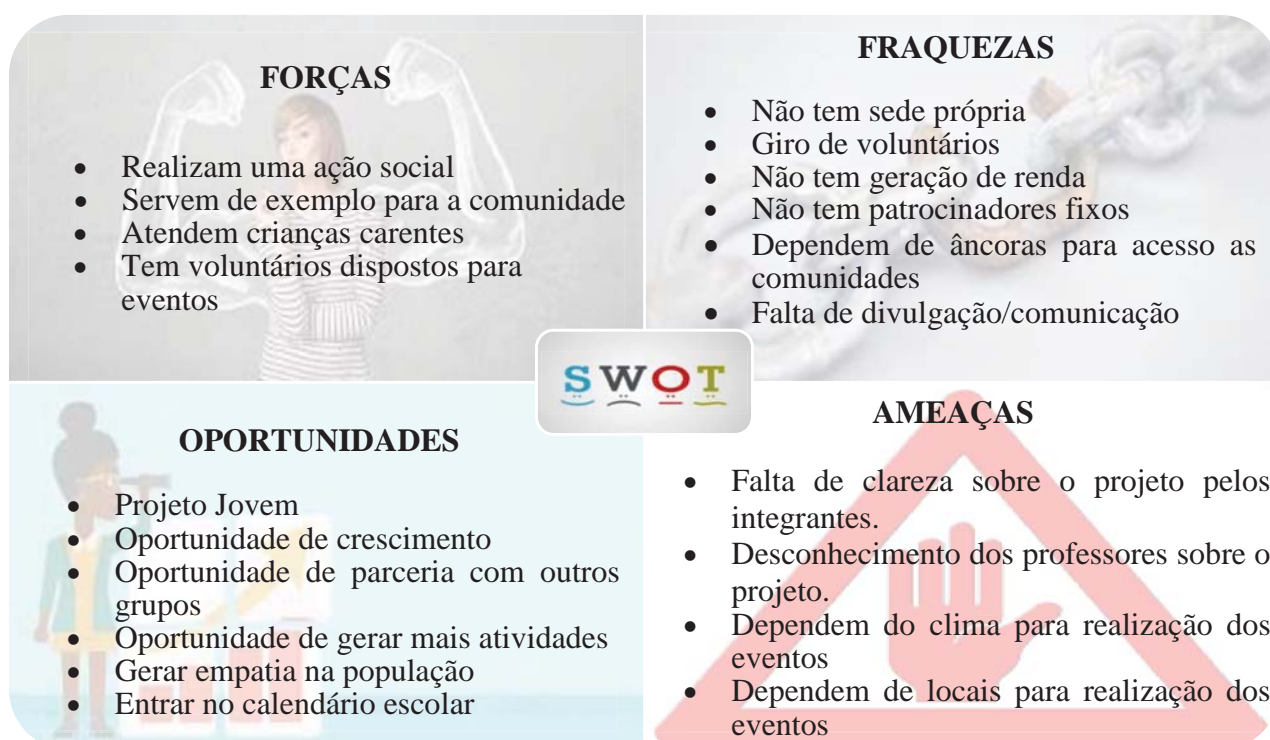 FORÇAS
• Realizam uma ação social
• Servem de exemplo para a comunidade
• Atendem crianças carentes
• Tem voluntários dispostos para
eventos
FRAQUEZAS
• Não tem sede própria
• Giro de voluntários
• Não tem geração de renda
• Não tem patrocinadores fixos
• Dependem de âncoras para acesso as
comunidades
• Falta de divulgação/comunicação
SWOT
OPORTUNIDADES
• Projeto Jovem
• Oportunidade de crescimento
• Oportunidade de parceria com outros
grupos
• Oportunidade de gerar mais atividades
• Gerar empatia na população
• Entrar no calendário escolar
AMEAÇAS
• Falta de clareza sobre o projeto pelos
integrantes.
• Desconhecimento dos professores sobre o
projeto.
• Dependem do clima para realização dos
eventos
• Dependem de locais para realização dos
eventos